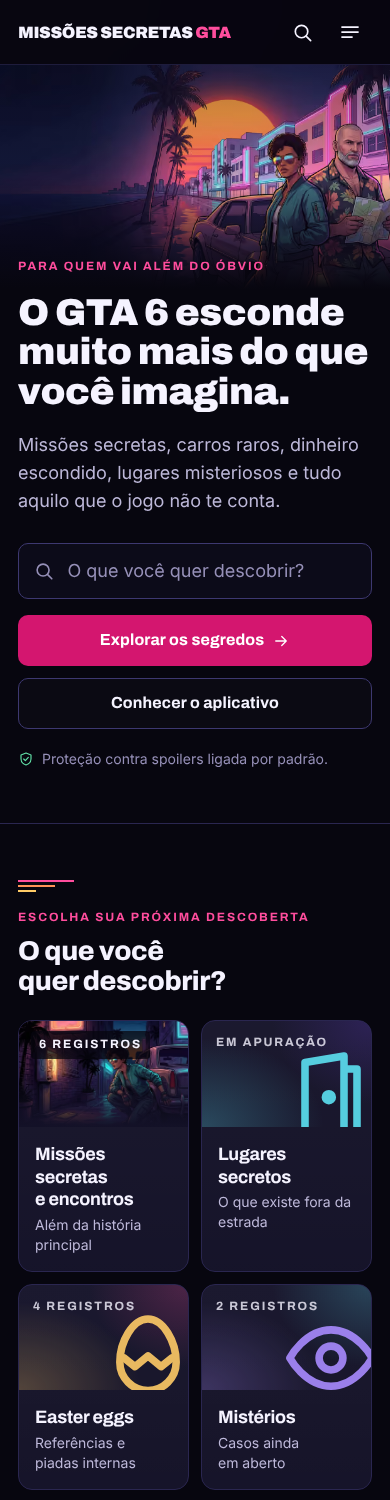 MISSÕES SECRETAS GTA
PARA QUEM VAI ALÉM DO ÓBVIO
O GTA 6 esconde
muito mais do que
você imagina.
Missões secretas, carros raros, dinheiro
escondido, lugares misteriosos e tudo
aquilo que o jogo não te conta.
O que você quer descobrir?
Explorar os segredos →
Conhecer o aplicativo
Proteção contra spoilers ligada por padrão.
ESCOLHA SUA PRÓXIMA DESCOBERTA
O que você
quer descobrir?
6 REGISTROS
Missões
secretas
e encontros
Além da história
principal
EM APURAÇÃO
Lugares
secretos
O que existe fora da
estrada
4 REGISTROS
Easter eggs
Referências e
piadas internas
2 REGISTROS
Mistérios
Casos ainda
em aberto